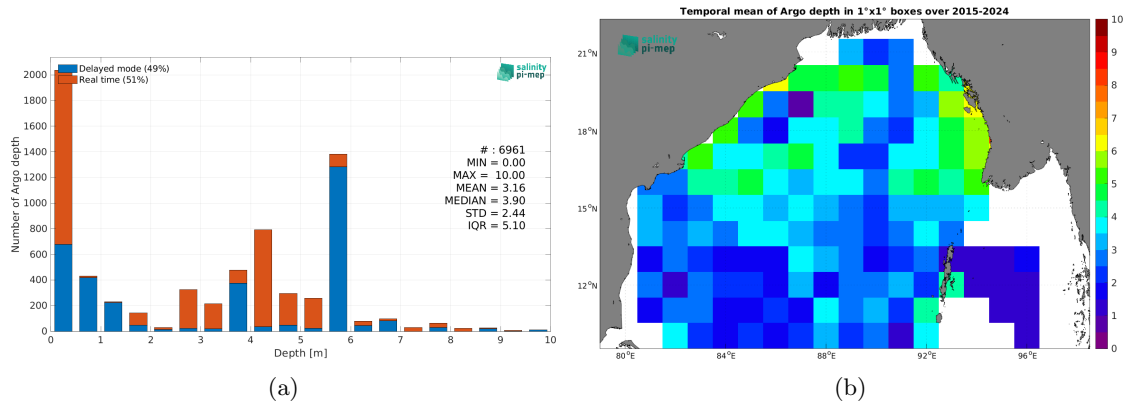 Delayed mode (49%)
Real time (51%)
salinity
pi-mep
Number of Argo depth
2000
1800
1600
1400
1200
1000
800
600
400
200
0
# : 6961
MIN = 0.00
MAX = 10.00
MEAN = 3.16
MEDIAN = 3.90
STD = 2.44
IQR = 5.10
0 1 2 3 4 5 6 7 8 9 10
Depth [m]
(a)
Temporal mean of Argo depth in 1°x1° boxes over 2015-2024
salinity
pi-mep
21°N
18°N
15°N
12°N
80°E 84°E 88°E 92°E 96°E
10
9
8
7
6
5
4
3
2
1
0
(b)